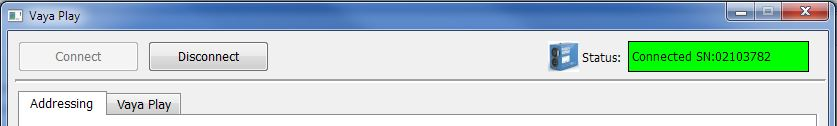 Vaya Play
Connect Disconnect Status: Connected SN:02103782
Addressing Vaya Play